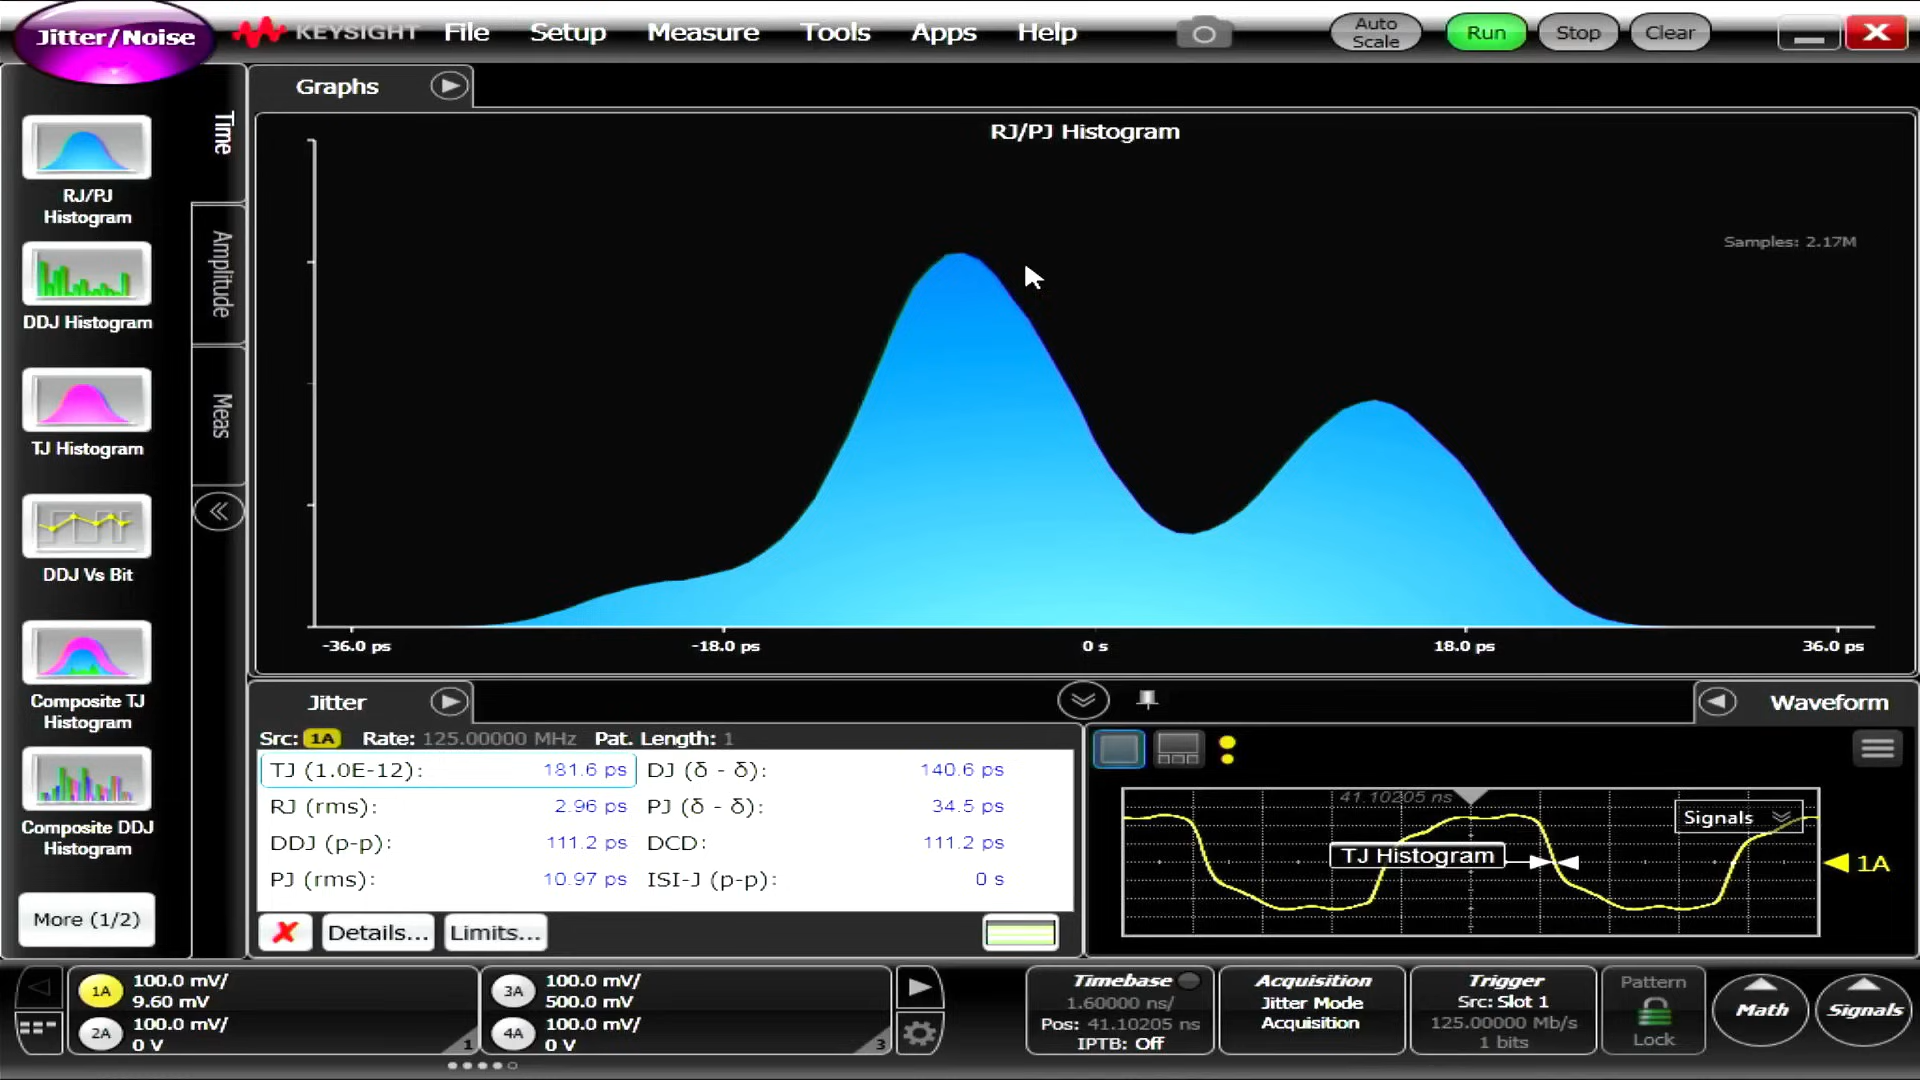 Jitter/Noise
KEYSIGHT
File Setup Measure Tools Apps Help
Auto
Scale
Run
Stop
Clear
RJ/PJ
Histogram
DDJ Histogram
TJ Histogram
DDJ Vs Bit
Composite TJ
Histogram
Composite DDJ
Histogram
More (1/2)
Time
Amplitude
Meas
Graphs
RJ/PJ Histogram
Samples: 2.17M
-36.0 ps -18.0 ps 0 s 18.0 ps 36.0 ps
Jitter
Src: 1A Rate: 125.00000 MHz Pat. Length: 1
TJ (1.0E-12): 181.6 ps DJ (δ - δ): 140.6 ps
RJ (rms): 2.96 ps PJ (δ - δ): 34.5 ps
DDJ (p-p): 111.2 ps DCD: 111.2 ps
PJ (rms): 10.97 ps ISI-J (p-p): 0 s
Details... Limits...
Waveform
41.10205 ns
Signals
TJ Histogram
1A
1A 100.0 mV/
9.60 mV
2A 100.0 mV/
0 V
1
3A 100.0 mV/
500.0 mV
4A 100.0 mV/
0 V
3
Timebase
1.60000 ns/
Pos: 41.10205 ns
IPTB: Off
Acquisition
Jitter Mode
Acquisition
Trigger
Src: Slot 1
125.00000 Mb/s
1 bits
Pattern
Lock
Math
Signals